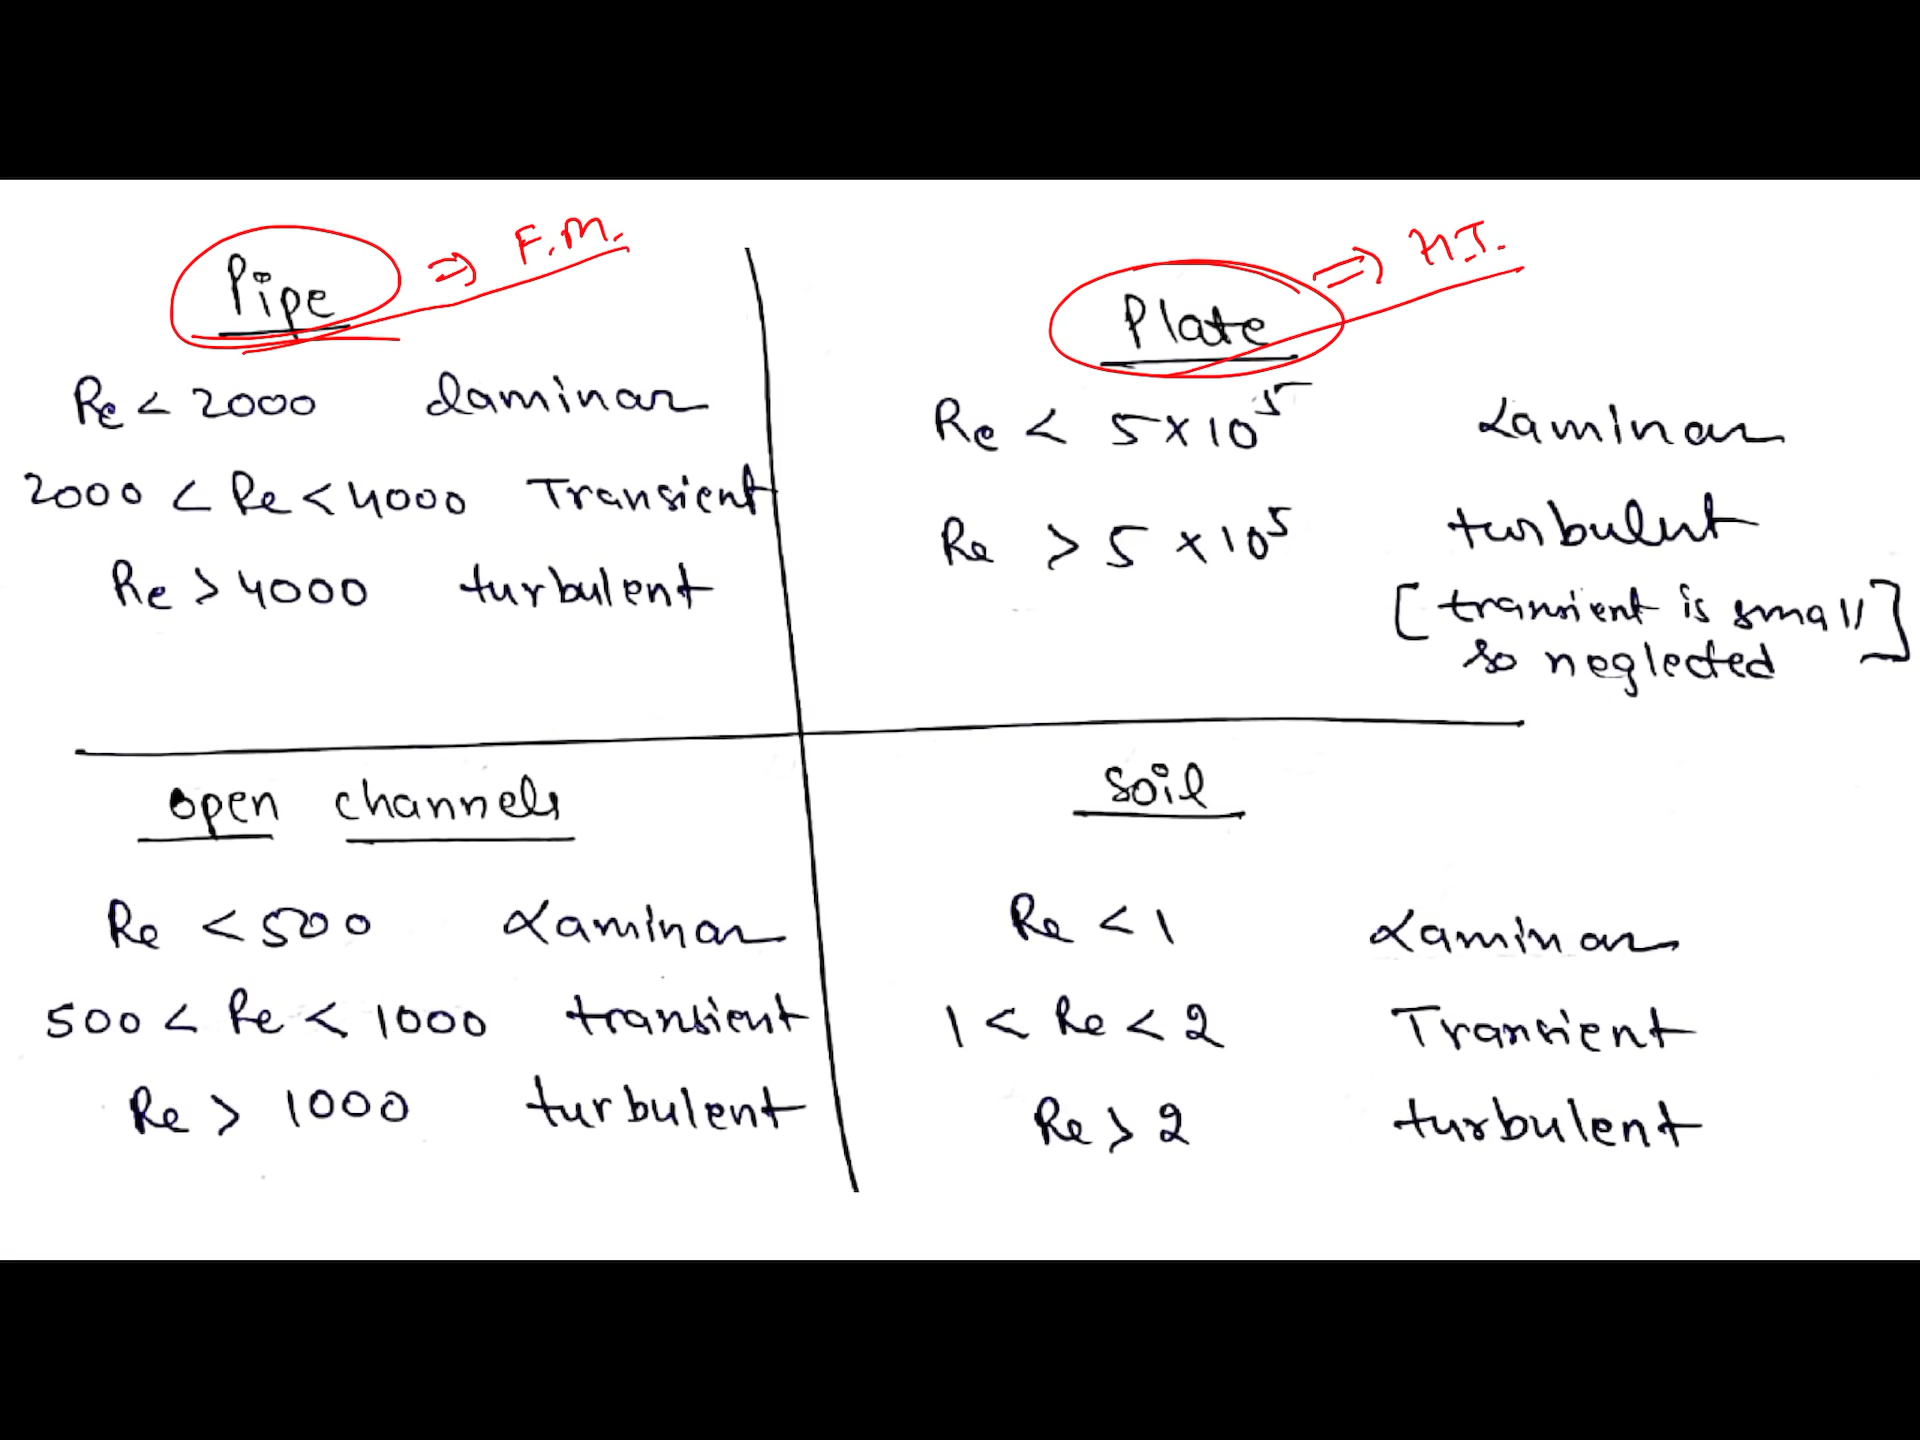 Pipe ⇒ F.M.
Re < 2000 Laminar
2000 < Re < 4000 Transient
Re > 4000 turbulent
Plate ⇒ H.T.
Re < 5×10⁵ Laminar
Re > 5×10⁵ turbulent
[transient is small
so neglected]
open channels
Re < 500 Laminar
500 < Re < 1000 transient
Re > 1000 turbulent
Soil
Re < 1 Laminar
1 < Re < 2 Transient
Re > 2 turbulent